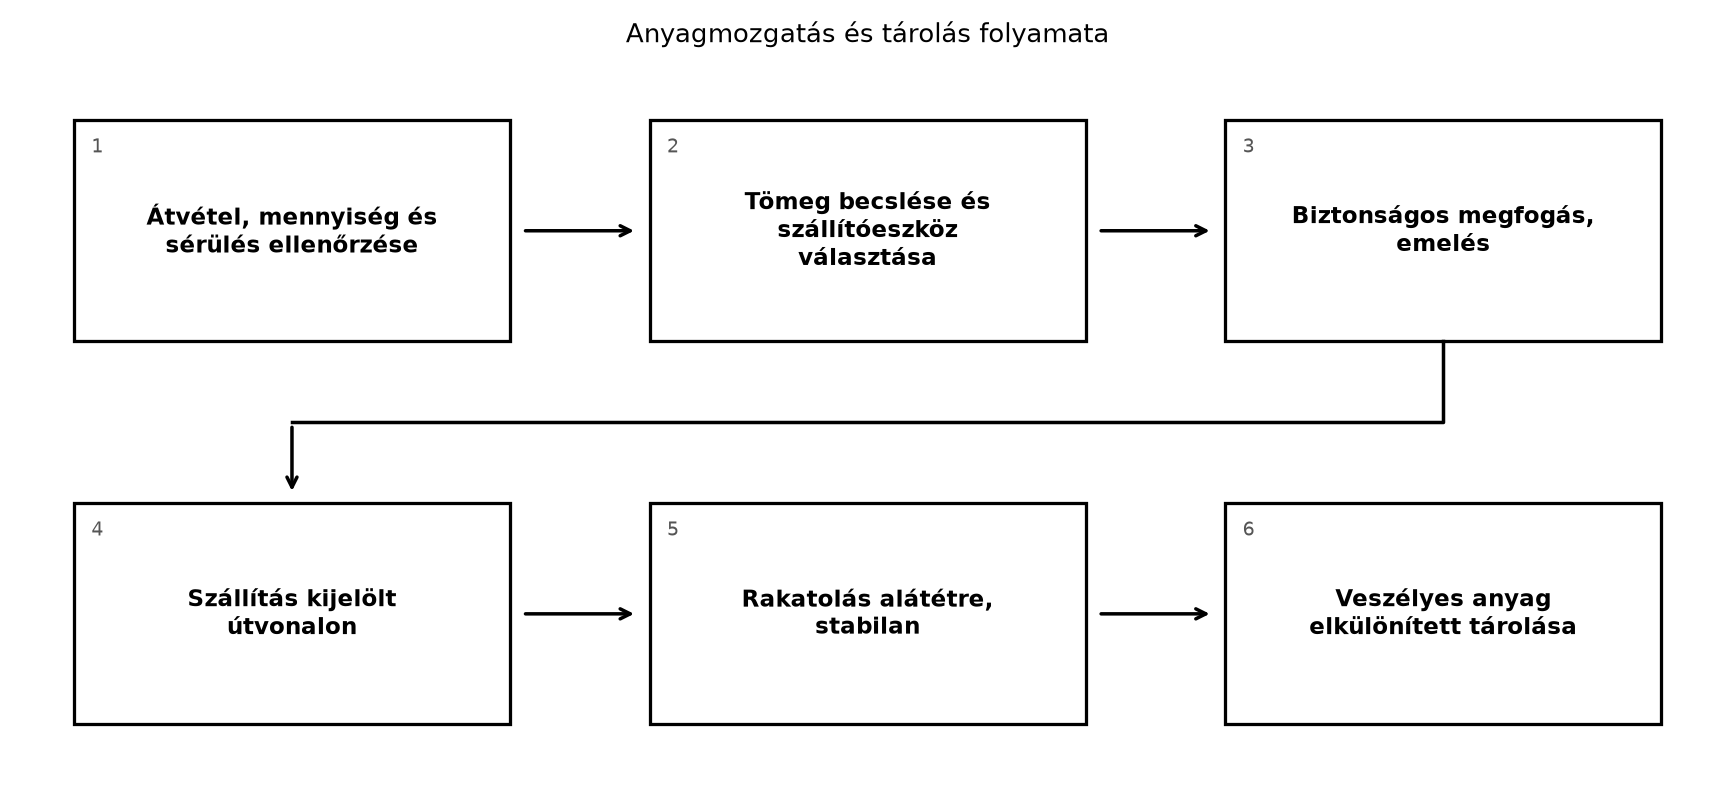 Anyagmozgatás és tárolás folyamata
1
Átvétel, mennyiség és
sérülés ellenőrzése
2
Tömeg becslése és
szállítóeszköz
választása
3
Biztonságos megfogás,
emelés
4
Szállítás kijelölt
útvonalon
5
Rakatolás alátétre,
stabilan
6
Veszélyes anyag
elkülönített tárolása